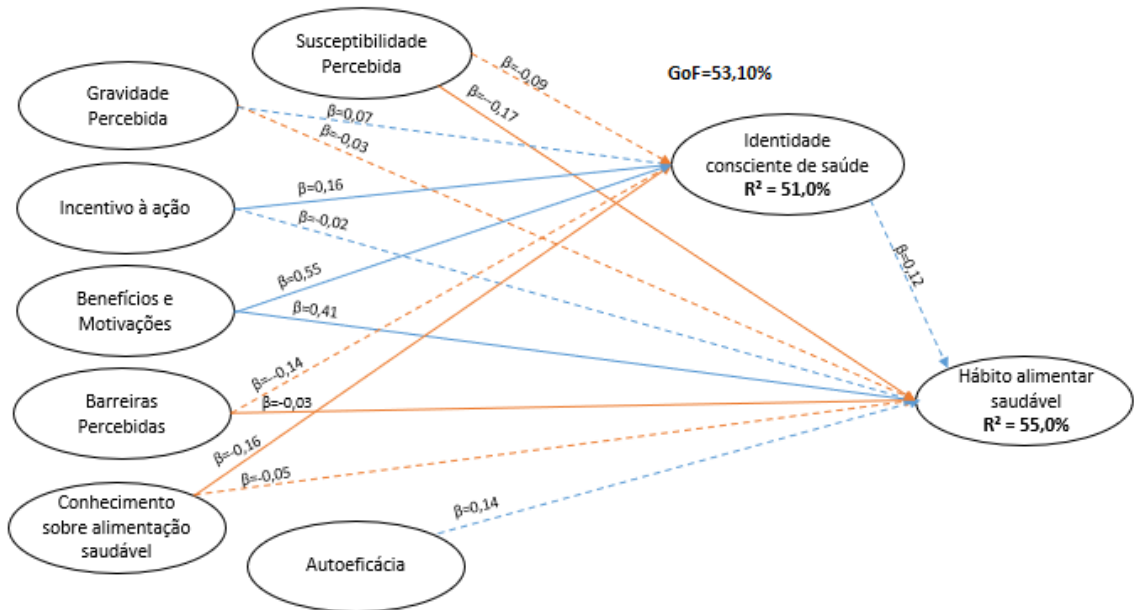 Susceptibilidade
Percebida
β=-0,09
GoF=53,10%
Gravidade
Percebida
β=0,07
β=-0,03
β=--0,17
Identidade
consciente de saúde
R² = 51,0%
Incentivo à ação
β=0,16
β=-0,02
β=0,12
Benefícios e
Motivações
β=0,55
β=0,41
Barreiras
Percebidas
β=--0,14
β=-0,03
Hábito alimentar
saudável
R² = 55,0%
β=-0,16
β=-0,05
Conhecimento
sobre alimentação
saudável
β=0,14
Autoeficácia